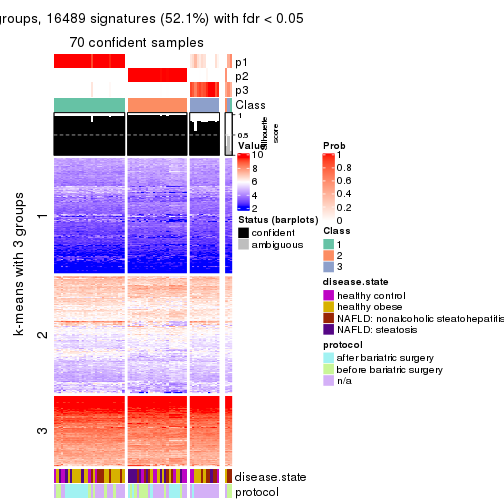 groups, 16489 signatures (52.1%) with fdr < 0.05
70 confident samples
p1
p2
p3
Class
1
0.5
0
Silhouette
score
k-means with 3 groups
1
2
3
disease.state
protocol
Value
10
8
6
4
2
Status (barplots)
confident
ambiguous
Prob
1
0.8
0.6
0.4
0.2
0
Class
1
2
3
disease.state
healthy control
healthy obese
NAFLD: nonalcoholic steatohepatitis
NAFLD: steatosis
protocol
after bariatric surgery
before bariatric surgery
n/a